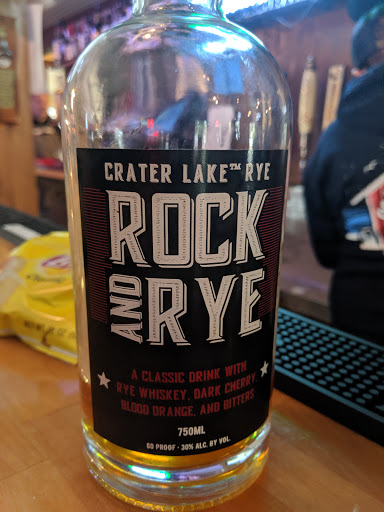 CRATER LAKE™ RYE
ROCK
AND RYE
A CLASSIC DRINK WITH
RYE WHISKEY, DARK CHERRY,
BLOOD ORANGE, AND BITTERS
750ML
60 PROOF · 30% ALC. BY VOL.